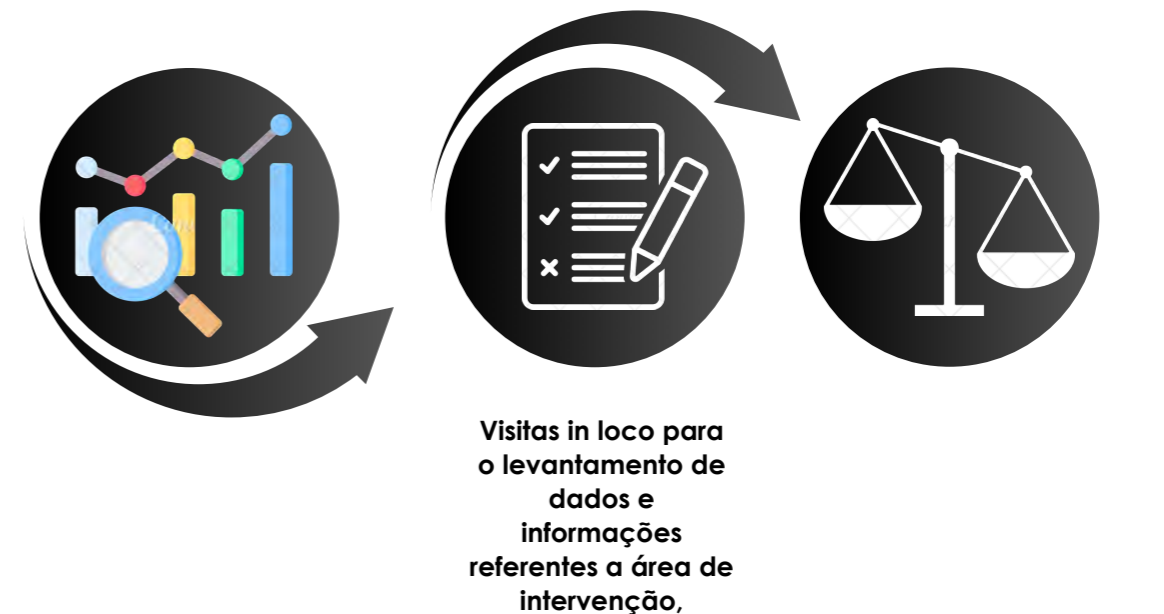 Visitas in loco para
o levantamento de
dados e
informações
referentes a área de
intervenção,